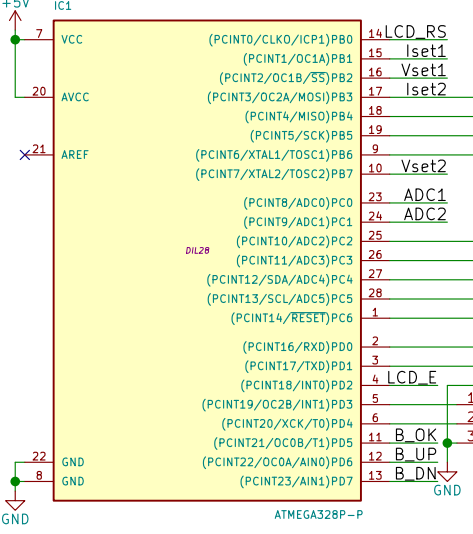 +5V
IC1
7 VCC (PCINT0/CLKO/ICP1)PB0 14 LCD_RS
(PCINT1/OC1A)PB1 15 Iset1
(PCINT2/OC1B/SS)PB2 16 Vset1
20 AVCC (PCINT3/OC2A/MOSI)PB3 17 Iset2
(PCINT4/MISO)PB4 18
(PCINT5/SCK)PB5 19
21 AREF (PCINT6/XTAL1/TOSC1)PB6 9
(PCINT7/XTAL2/TOSC2)PB7 10 Vset2
(PCINT8/ADC0)PC0 23 ADC1
(PCINT9/ADC1)PC1 24 ADC2
(PCINT10/ADC2)PC2 25
DIL28
(PCINT11/ADC3)PC3 26
(PCINT12/SDA/ADC4)PC4 27
(PCINT13/SCL/ADC5)PC5 28
(PCINT14/RESET)PC6 1
(PCINT16/RXD)PD0 2
(PCINT17/TXD)PD1 3
(PCINT18/INT0)PD2 4 LCD_E
(PCINT19/OC2B/INT1)PD3 5 1
(PCINT20/XCK/T0)PD4 6 2
(PCINT21/OC0B/T1)PD5 11 B_OK 3
22 GND (PCINT22/OC0A/AIN0)PD6 12 B_UP
8 GND (PCINT23/AIN1)PD7 13 B_DN
GND
GND
ATMEGA328P-P